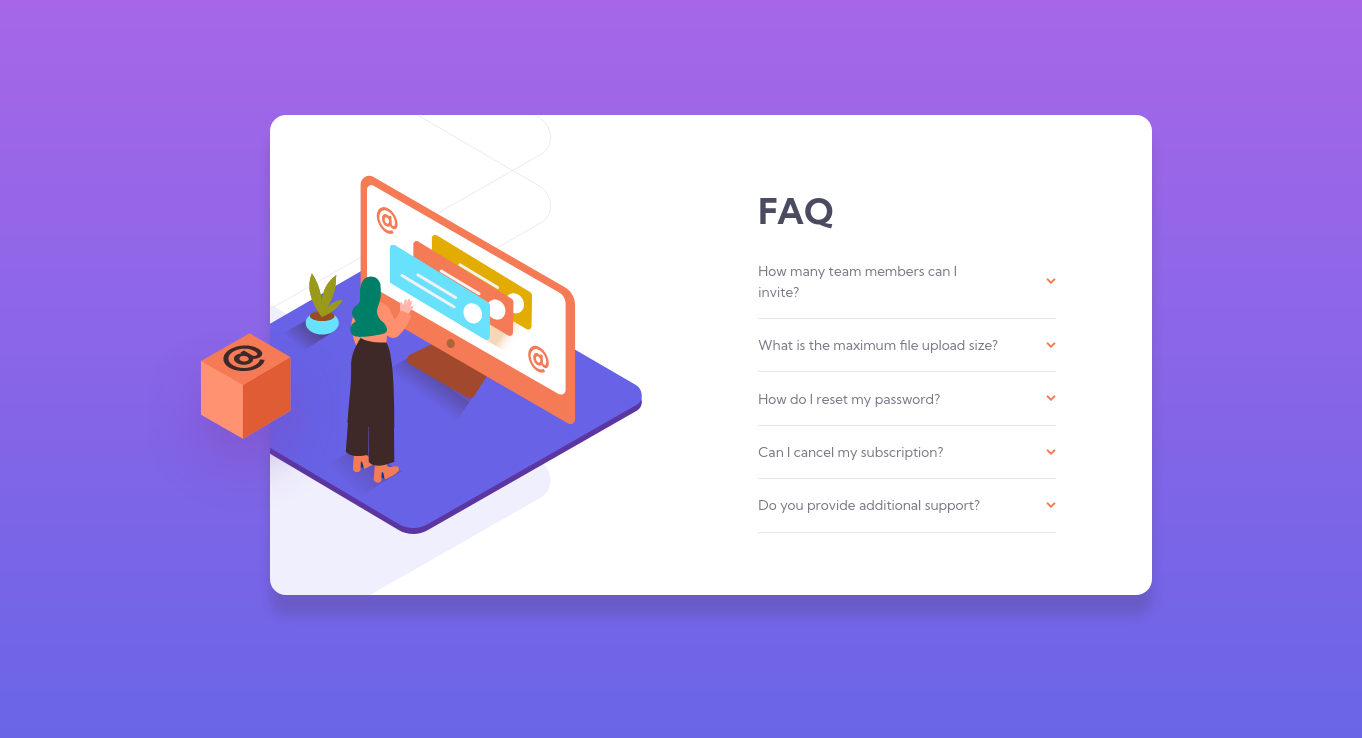 @
@
@
FAQ
How many team members can I
invite?
What is the maximum file upload size?
How do I reset my password?
Can I cancel my subscription?
Do you provide additional support?